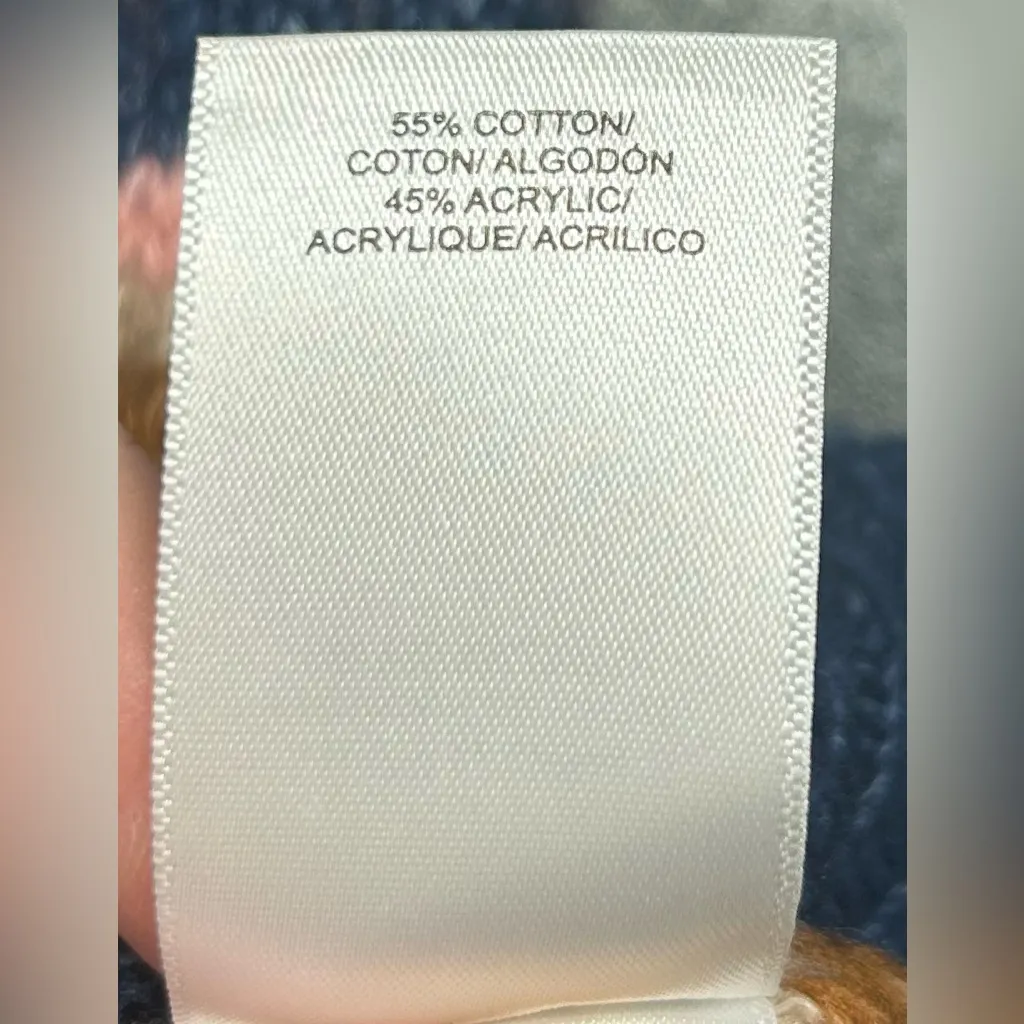 55% COTTON/
COTON/ ALGODÓN
45% ACRYLIC/
ACRYLIQUE/ ACRILICO